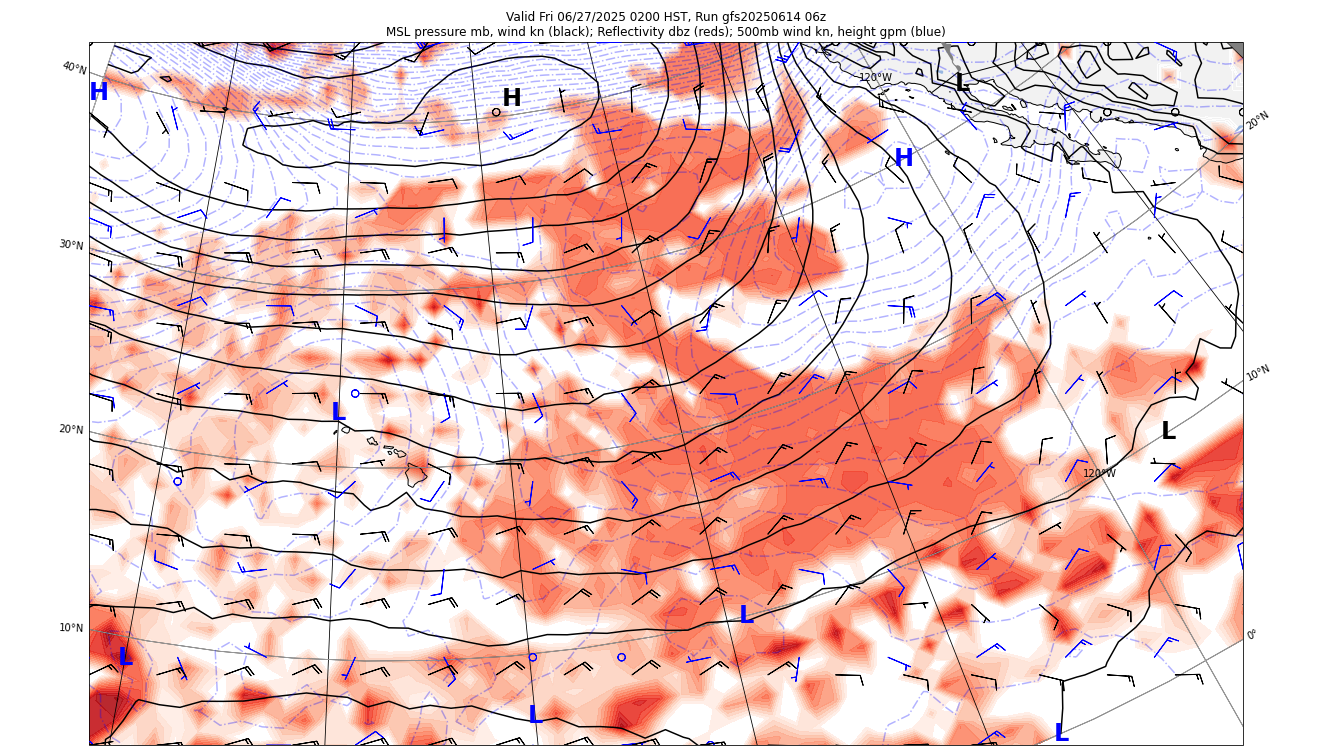 Valid Fri 06/27/2025 0200 HST, Run gfs20250614 06z
MSL pressure mb, wind kn (black); Reflectivity dbz (reds); 500mb wind kn, height gpm (blue)
40°N
H
H
120°W
L
20°N
H
30°N
10°N
L
L
20°N
120°W
10°N
L
0°
L
L
L